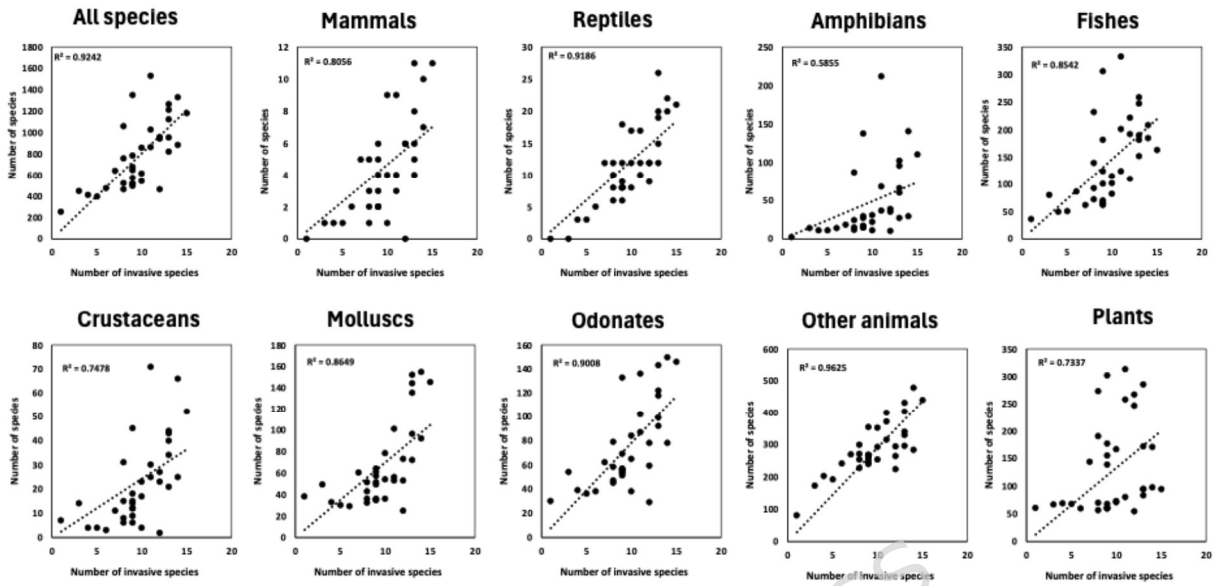 All species
Mammals
Reptiles
Amphibians
Fishes
R² = 0.9242
R² = 0.8056
R² = 0.9186
R² = 0.5855
R² = 0.8542
Number of species
1800
1600
1400
1200
1000
800
600
400
200
0
0 5 10 15 20
Number of invasive species
Number of species
12
10
8
6
4
2
0
0 5 10 15 20
Number of invasive species
Number of species
30
25
20
15
10
5
0
0 5 10 15 20
Number of invasive species
Number of species
250
200
150
100
50
0
0 5 10 15 20
Number of invasive species
Number of species
350
300
250
200
150
100
50
0
0 5 10 15 20
Number of invasive species
Crustaceans
Molluscs
Odonates
Other animals
Plants
R² = 0.7478
R² = 0.8649
R² = 0.9008
R² = 0.9625
R² = 0.7337
Number of species
80
70
60
50
40
30
20
10
0
0 5 10 15 20
Number of invasive species
Number of species
180
160
140
120
100
80
60
40
20
0
0 5 10 15 20
Number of invasive species
Number of species
160
140
120
100
80
60
40
20
0
0 5 10 15 20
Number of invasive species
Number of species
600
500
400
300
200
100
0
0 5 10 15 20
Number of invasive species
Number of species
350
300
250
200
150
100
50
0
0 5 10 15 20
Number of invasive species